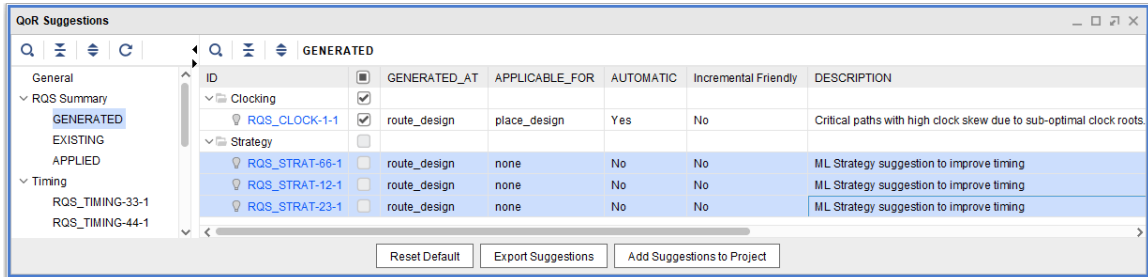 QoR Suggestions
GENERATED
General
RQS Summary
GENERATED
EXISTING
APPLIED
Timing
RQS_TIMING-33-1
RQS_TIMING-44-1
ID GENERATED_AT APPLICABLE_FOR AUTOMATIC Incremental Friendly DESCRIPTION
Clocking
RQS_CLOCK-1-1 route_design place_design Yes No Critical paths with high clock skew due to sub-optimal clock roots.
Strategy
RQS_STRAT-66-1 route_design none No No ML Strategy suggestion to improve timing
RQS_STRAT-12-1 route_design none No No ML Strategy suggestion to improve timing
RQS_STRAT-23-1 route_design none No No ML Strategy suggestion to improve timing
Reset Default Export Suggestions Add Suggestions to Project